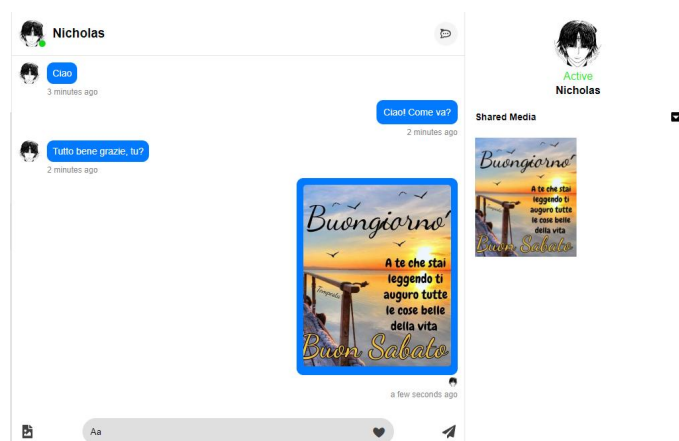 Nicholas
Ciao
3 minutes ago
Ciao! Come va?
2 minutes ago
Tutto bene grazie, tu?
2 minutes ago
Buongiorno
A te che stai
leggendo ti
auguro tutte
le cose belle
della vita
Tempesta
Buon Sabato
a few seconds ago
Aa
Active
Nicholas
Shared Media
Buongiorno
A te che stai
leggendo ti
auguro tutte
le cose belle
della vita
Buon Sabato